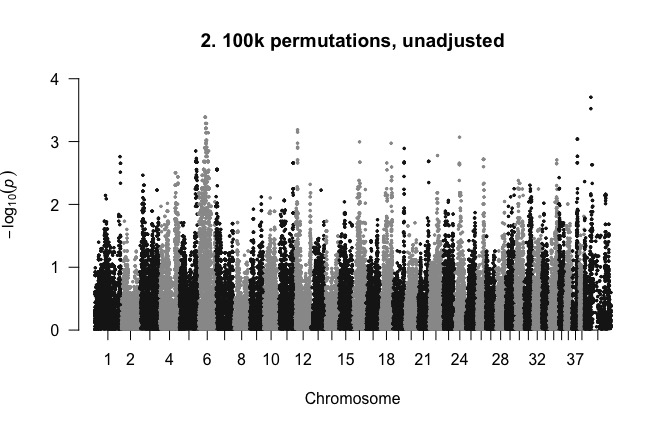 2. 100k permutations, unadjusted
4
3
2
1
0
−log₁₀(p)
1 2 4 6 8 10 12 15 18 21 24 28 32 37
Chromosome